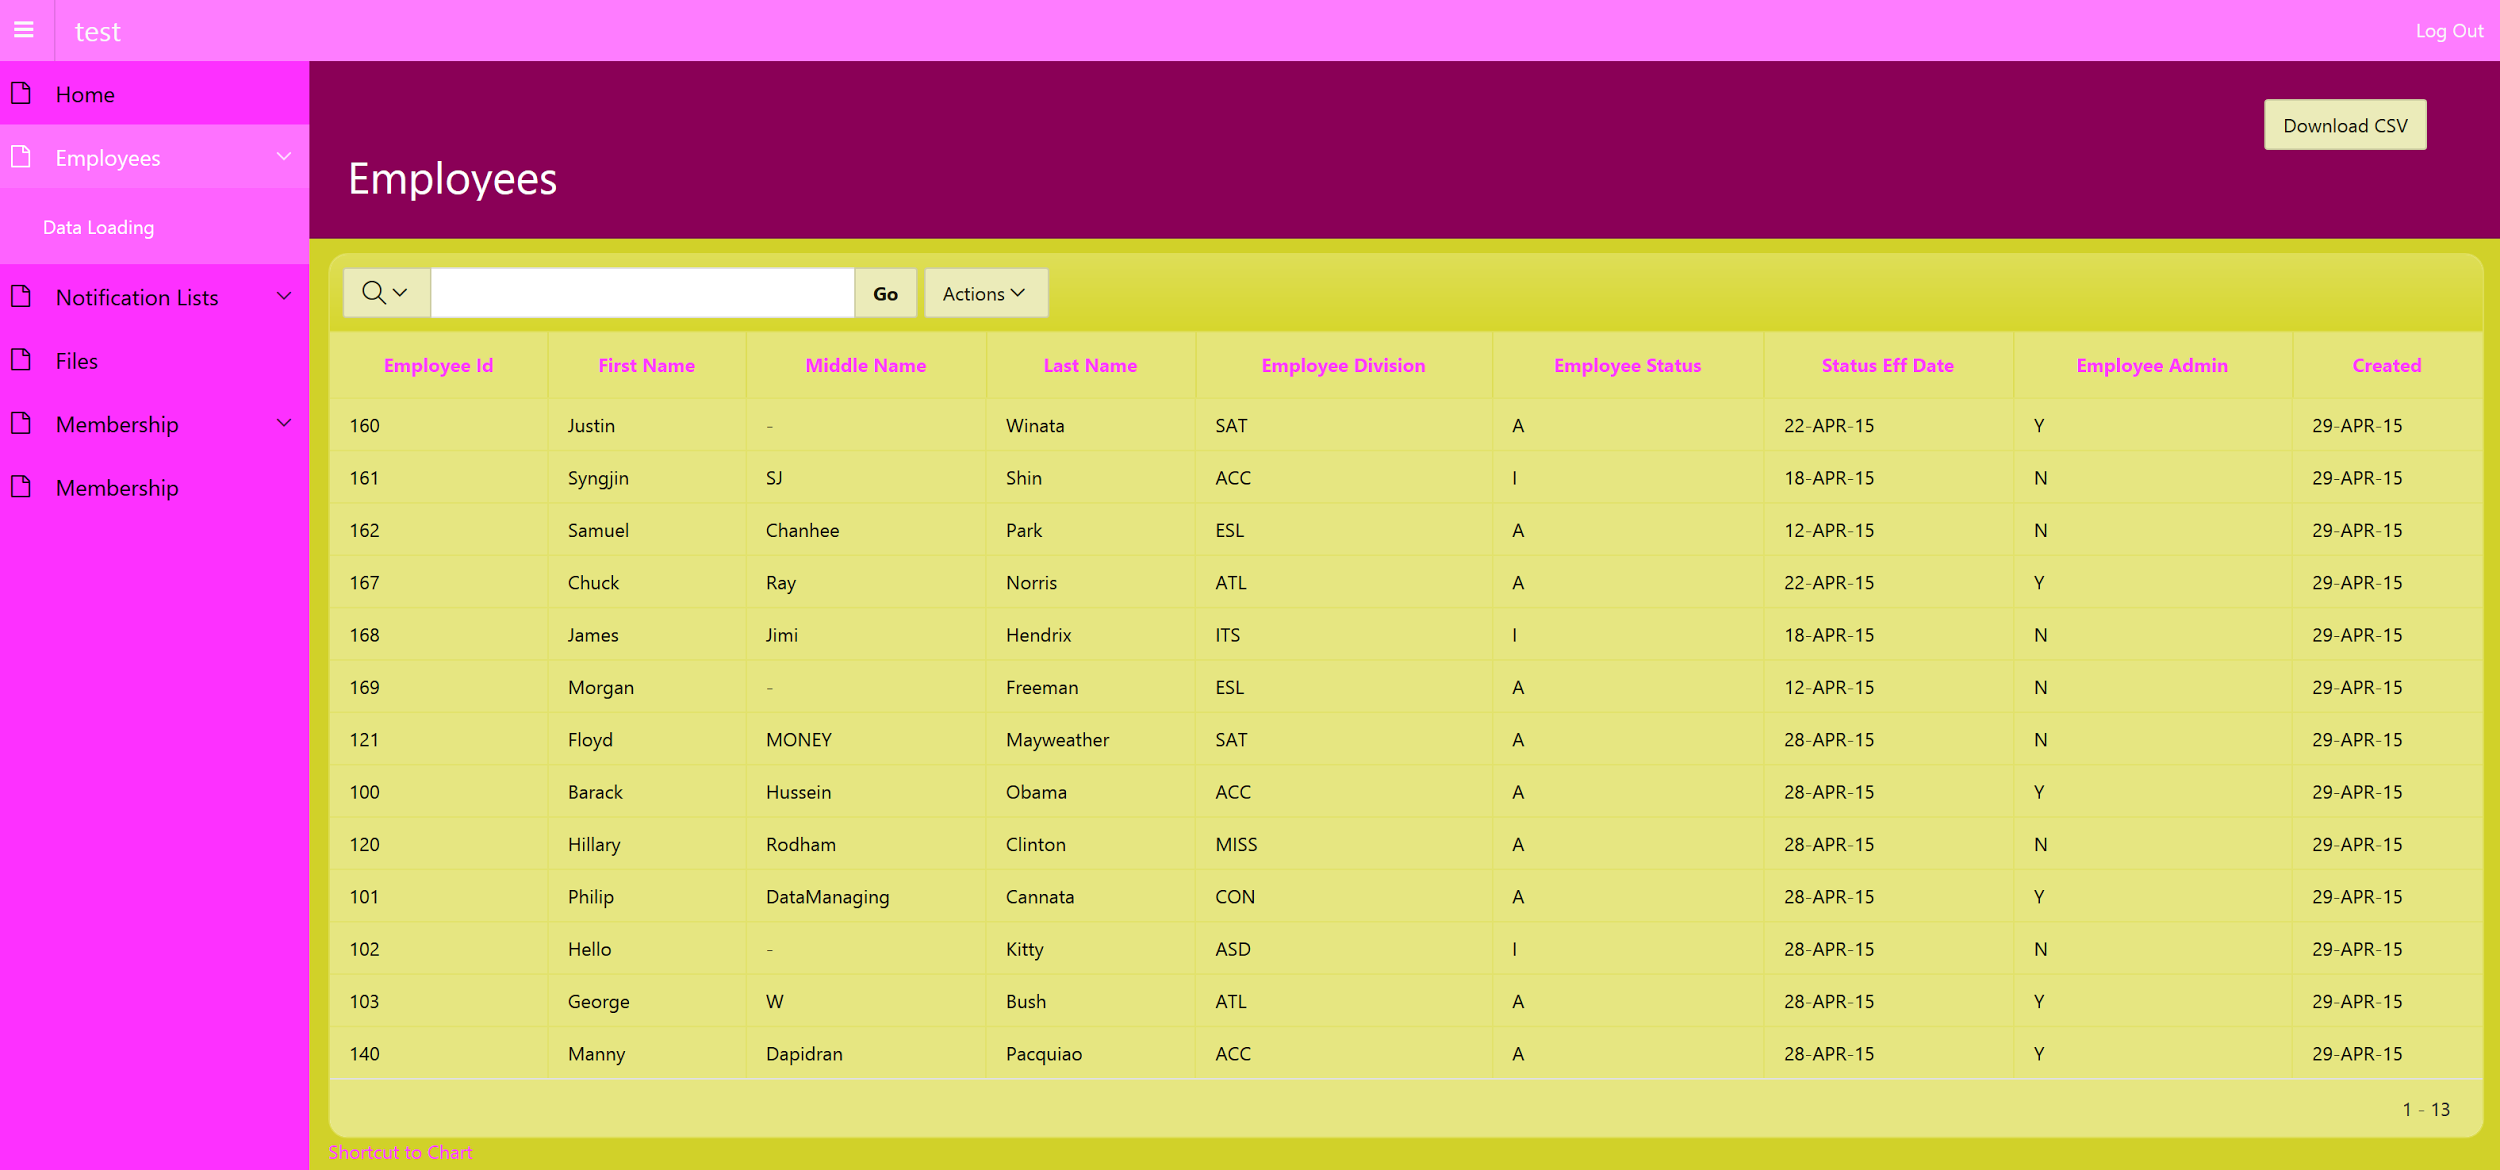 test
Log Out
Home
Employees
Data Loading
Notification Lists
Files
Membership
Membership
Employees
Download CSV
Go
Actions
Employee Id First Name Middle Name Last Name Employee Division Employee Status Status Eff Date Employee Admin Created
160 Justin - Winata SAT A 22-APR-15 Y 29-APR-15
161 Syngjin SJ Shin ACC I 18-APR-15 N 29-APR-15
162 Samuel Chanhee Park ESL A 12-APR-15 N 29-APR-15
167 Chuck Ray Norris ATL A 22-APR-15 Y 29-APR-15
168 James Jimi Hendrix ITS I 18-APR-15 N 29-APR-15
169 Morgan - Freeman ESL A 12-APR-15 N 29-APR-15
121 Floyd MONEY Mayweather SAT A 28-APR-15 N 29-APR-15
100 Barack Hussein Obama ACC A 28-APR-15 Y 29-APR-15
120 Hillary Rodham Clinton MISS A 28-APR-15 N 29-APR-15
101 Philip DataManaging Cannata CON A 28-APR-15 Y 29-APR-15
102 Hello - Kitty ASD I 28-APR-15 N 29-APR-15
103 George W Bush ATL A 28-APR-15 Y 29-APR-15
140 Manny Dapidran Pacquiao ACC A 28-APR-15 Y 29-APR-15
1 - 13
Shortcut to Chart